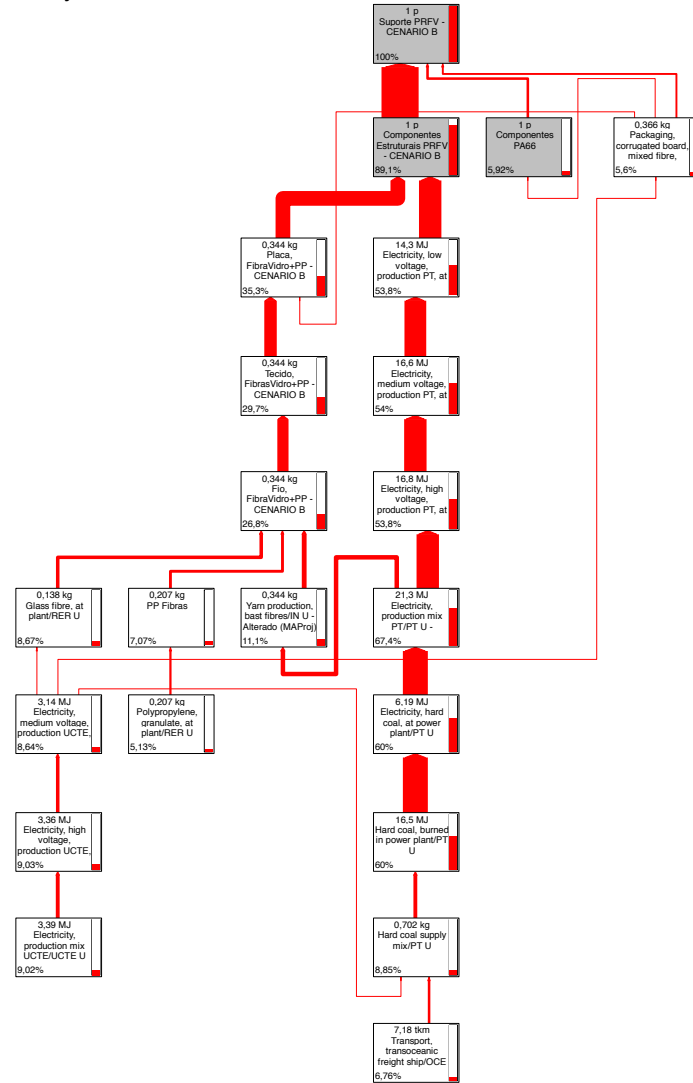 1 p
Suporte PRFV -
CENARIO B
100%
1 p
Componentes
Estruturais PRFV
- CENARIO B
89,1%
1 p
Componentes
PA66
5,92%
0,366 kg
Packaging,
corrugated board,
mixed fibre,
5,6%
0,344 kg
Placa,
FibraVidro+PP -
CENARIO B
35,3%
14,3 MJ
Electricity, low
voltage,
production PT, at
53,8%
0,344 kg
Tecido,
FibrasVidro+PP -
CENARIO B
29,7%
16,6 MJ
Electricity,
medium voltage,
production PT, at
54%
0,344 kg
Fio,
FibraVidro+PP -
CENARIO B
26,8%
16,8 MJ
Electricity, high
voltage,
production PT, at
53,8%
0,138 kg
Glass fibre, at
plant/RER U
8,67%
0,207 kg
PP Fibras
7,07%
0,344 kg
Yarn production,
bast fibres/IN U -
Alterado (MAProj)
11,1%
21,3 MJ
Electricity,
production mix
PT/PT U -
67,4%
3,14 MJ
Electricity,
medium voltage,
production UCTE,
8,64%
0,207 kg
Polypropylene,
granulate, at
plant/RER U
5,13%
6,19 MJ
Electricity, hard
coal, at power
plant/PT U
60%
3,36 MJ
Electricity, high
voltage,
production UCTE,
9,03%
16,5 MJ
Hard coal, burned
in power plant/PT
U
60%
3,39 MJ
Electricity,
production mix
UCTE/UCTE U
9,02%
0,702 kg
Hard coal supply
mix/PT U
8,85%
7,18 tkm
Transport,
transoceanic
freight ship/OCE
6,76%